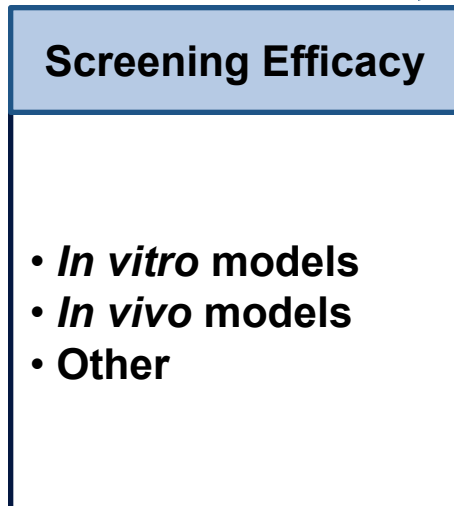 Screening Efficacy
• In vitro models
• In vivo models
• Other